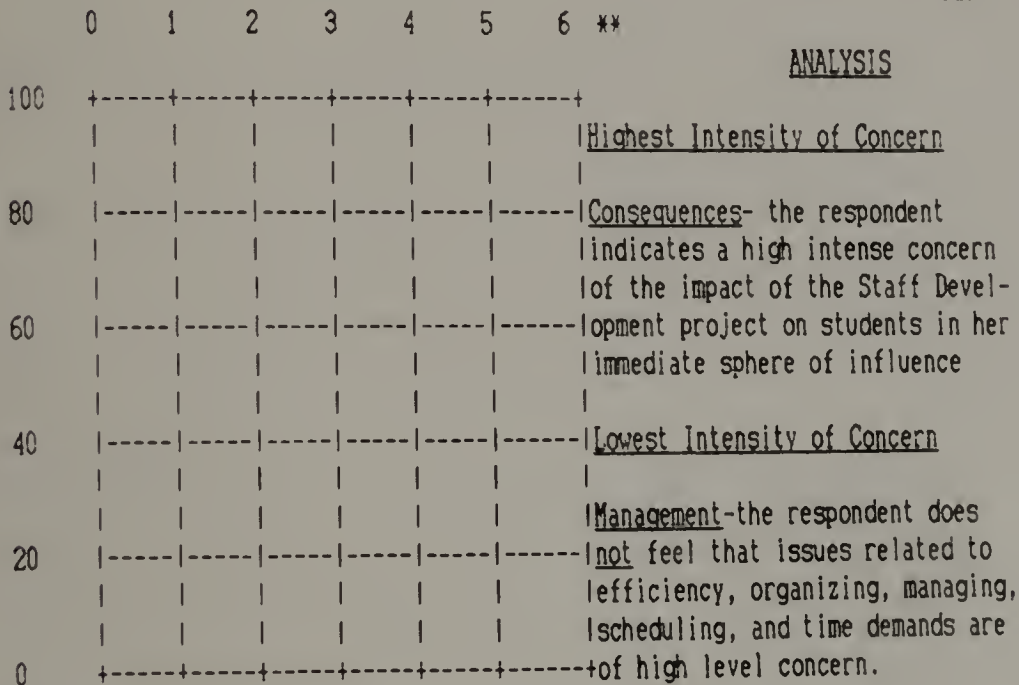 0 1 2 3 4 5 6 **
ANALYSIS
100
Highest Intensity of Concern
80 Consequences- the respondent
indicates a high intense concern
of the impact of the Staff Devel-
60 opment project on students in her
immediate sphere of influence
40 Lowest Intensity of Concern
Management-the respondent does
20 not feel that issues related to
efficiency, organizing, managing,
scheduling, and time demands are
0 of high level concern.